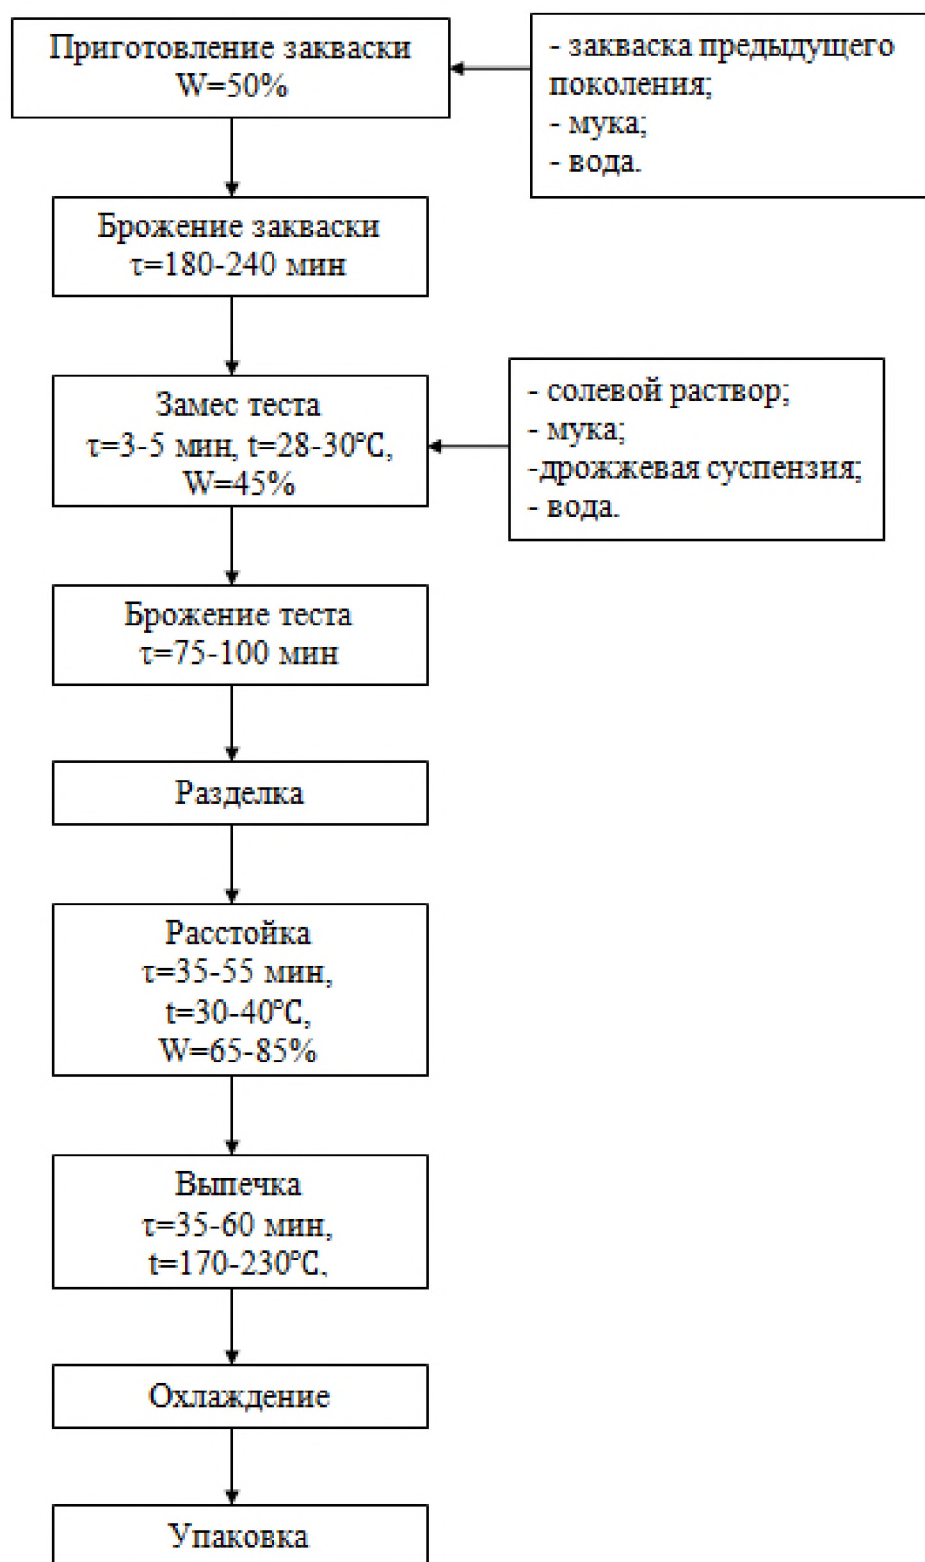 Приготовление закваски
W=50%
- закваска предыдущего
поколения;
- мука;
- вода.
Брожение закваски
τ=180-240 мин
Замес теста
τ=3-5 мин, t=28-30°C,
W=45%
- солевой раствор;
- мука;
-дрожжевая суспензия;
- вода.
Брожение теста
τ=75-100 мин
Разделка
Расстойка
τ=35-55 мин,
t=30-40°C,
W=65-85%
Выпечка
τ=35-60 мин,
t=170-230°C.
Охлаждение
Упаковка